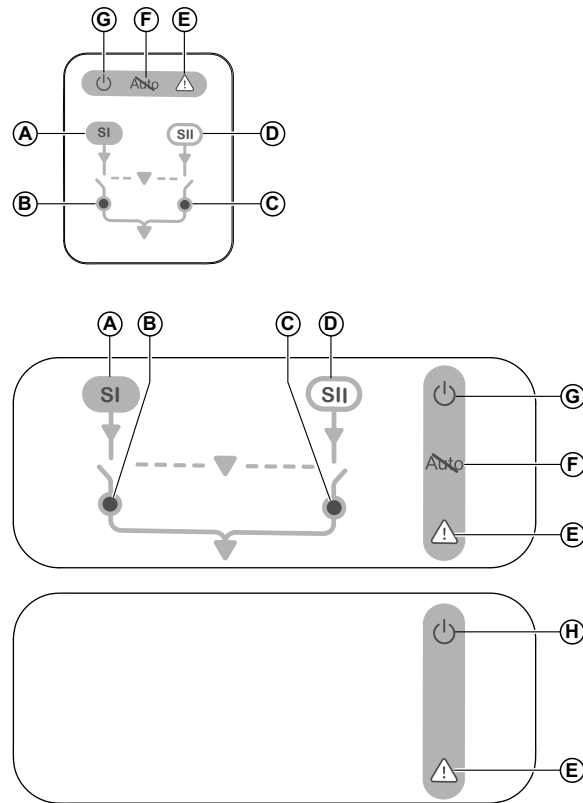 G F E
Auto
A SI SII D
B C
A B C D
SI SII
G
Auto F
E
H
E